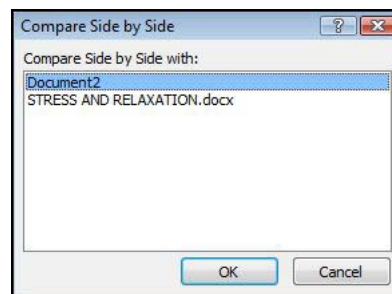 Compare Side by Side
Compare Side by Side with:
Document2
STRESS AND RELAXATION.docx
OK
Cancel